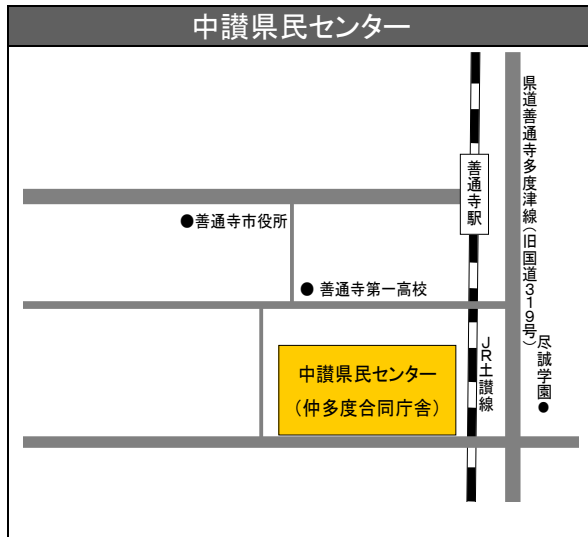 中讃県民センター
県道善通寺多度津線(旧国道319号)
善通寺駅
●善通寺市役所
● 善通寺第一高校
JR土讃線
尽誠学園●
中讃県民センター
(仲多度合同庁舎)